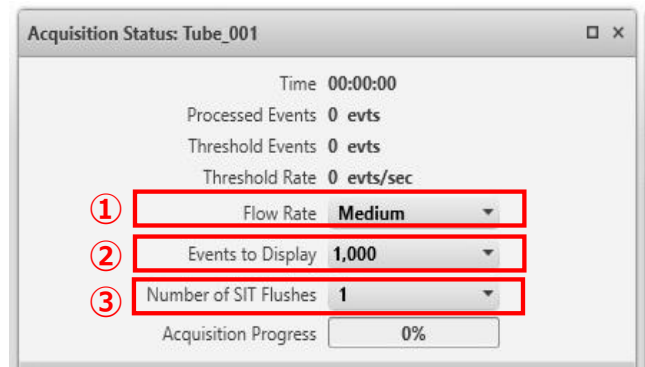 Acquisition Status: Tube_001
Time 00:00:00
Processed Events 0 evts
Threshold Events 0 evts
Threshold Rate 0 evts/sec
① Flow Rate Medium
② Events to Display 1,000
③ Number of SIT Flushes 1
Acquisition Progress 0%